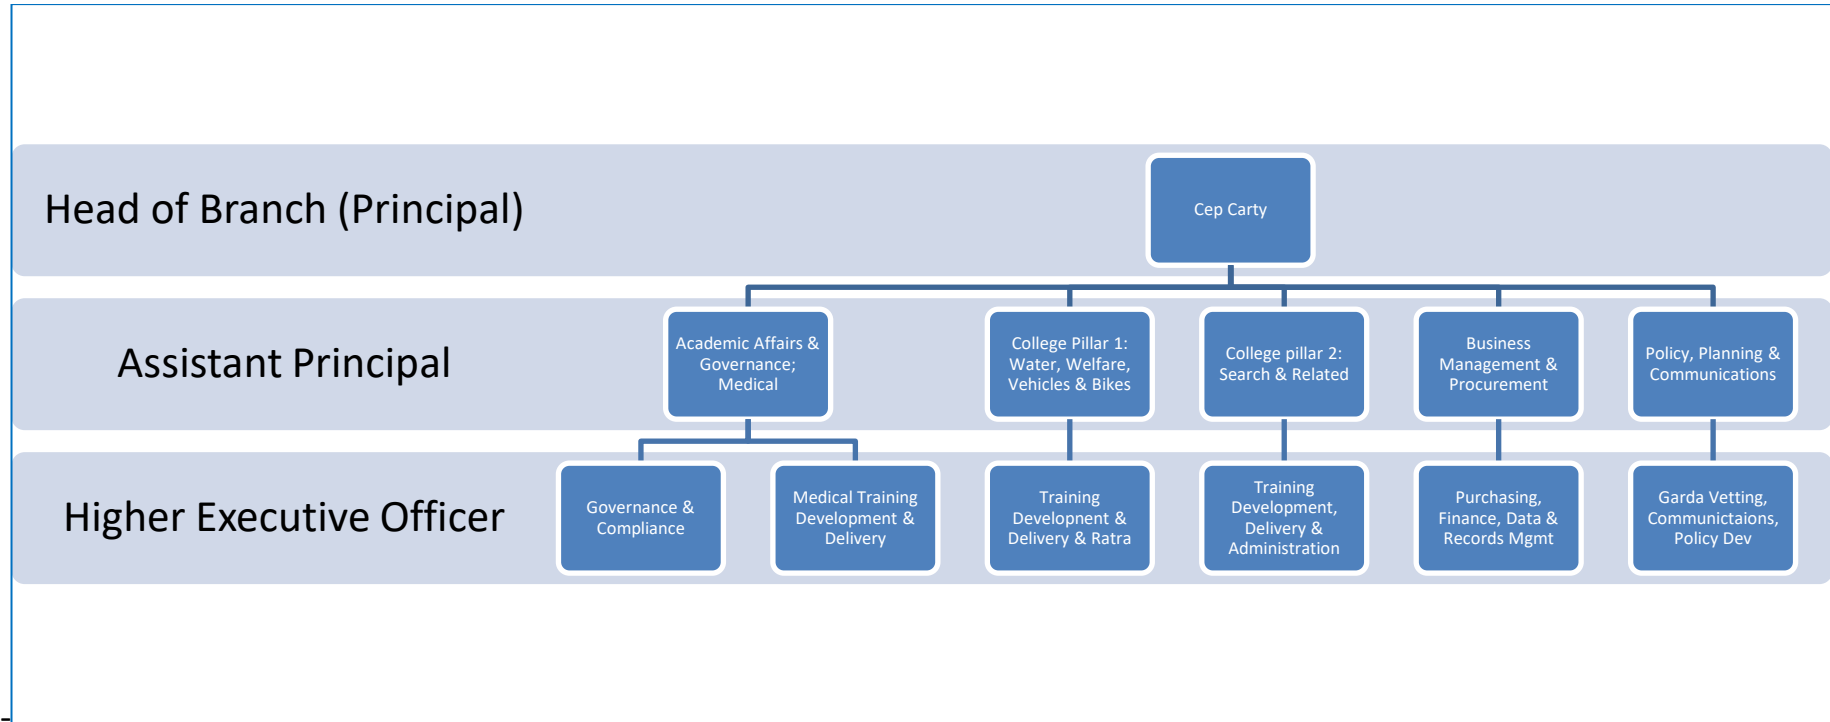 Head of Branch (Principal)
Cep Carty
Assistant Principal
Academic Affairs &
Governance;
Medical
College Pillar 1:
Water, Welfare,
Vehicles & Bikes
College pillar 2:
Search & Related
Business
Management &
Procurement
Policy, Planning &
Communications
Higher Executive Officer
Governance &
Compliance
Medical Training
Development &
Delivery
Training
Developnent &
Delivery & Ratra
Training
Development,
Delivery &
Administration
Purchasing,
Finance, Data &
Records Mgmt
Garda Vetting,
Communictaions,
Policy Dev
-